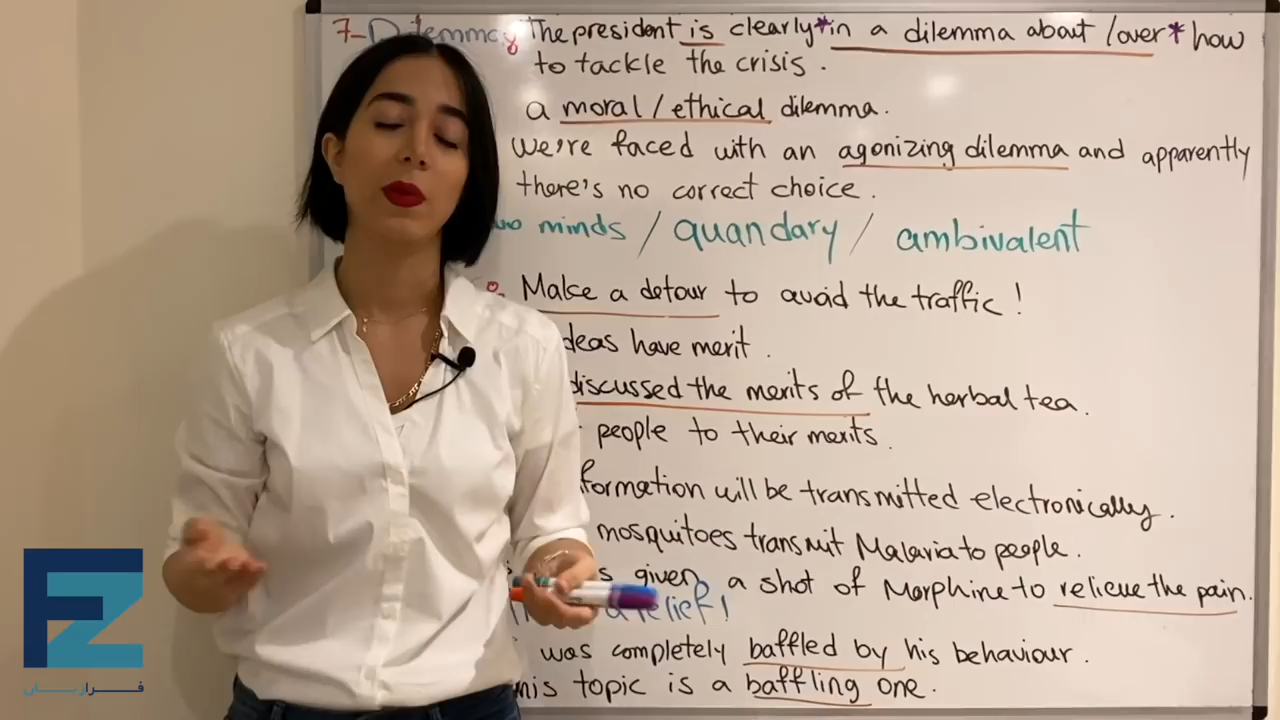 7- Dilemma: The president is clearly *in a dilemma about / over* how
to tackle the crisis.
a moral / ethical dilemma.
We're faced with an agonizing dilemma and apparently
there's no correct choice.
minds / quandary / ambivalent
Make a detour to avoid the traffic!
deas have merit.
discussed the merits of the herbal tea.
people to their merits.
formation will be transmitted electronically.
mosquitoes transmit Malaria to people.
given a shot of Morphine to relieve the pain.
a relief!
was completely baffled by his behaviour.
his topic is a baffling one.
FZ